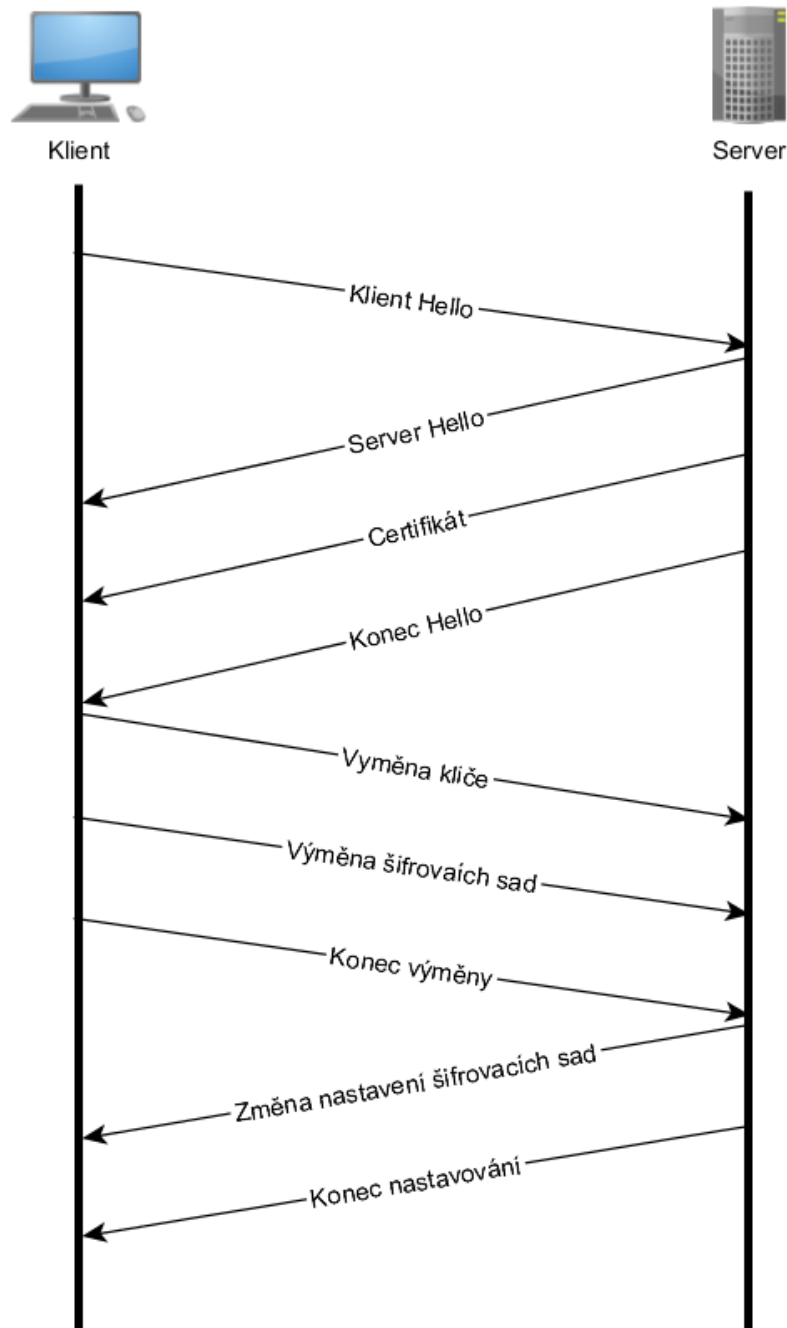 Klient
Server
Klient Hello
Server Hello
Certifikát
Konec Hello
Vyměna kliče
Výměna šifrovaích sad
Konec výměny
Změna nastavení šifrovacích sad
Konec nastavování